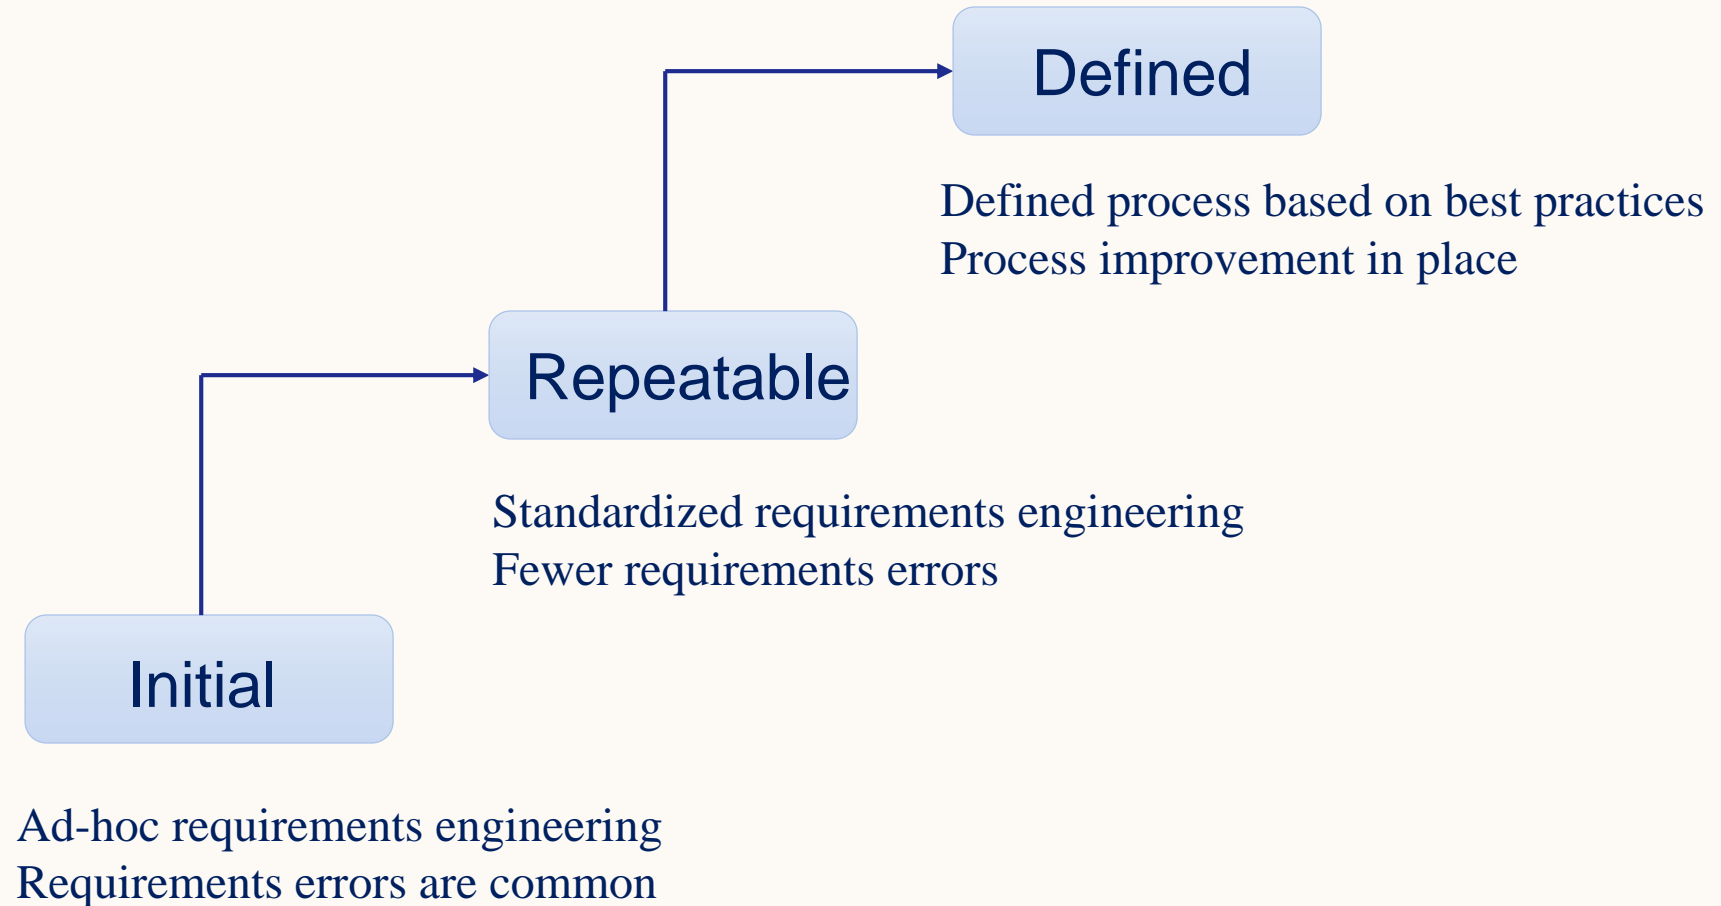 Defined
Defined process based on best practices
Process improvement in place
Repeatable
Standardized requirements engineering
Fewer requirements errors
Initial
Ad-hoc requirements engineering
Requirements errors are common